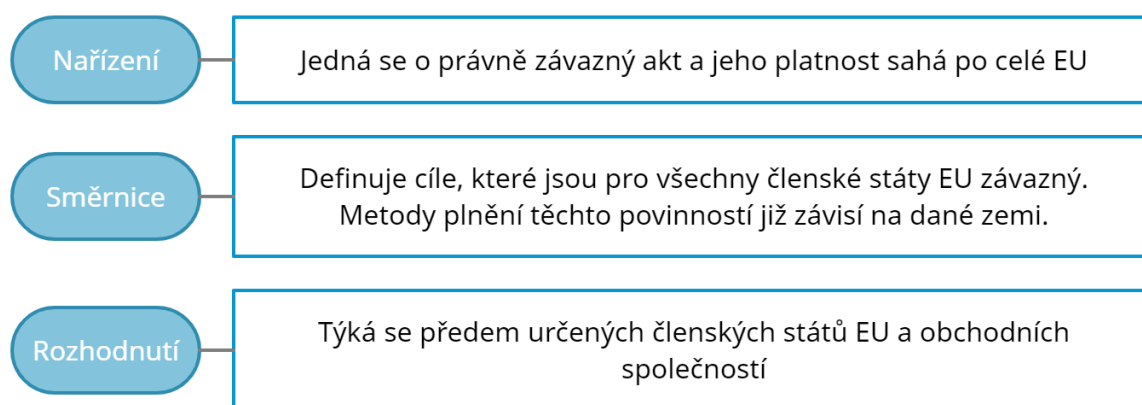 Nařízení
Jedná se o právně závazný akt a jeho platnost sahá po celé EU
Směrnice
Definuje cíle, které jsou pro všechny členské státy EU závazný.
Metody plnění těchto povinností již závisí na dané zemi.
Rozhodnutí
Týká se předem určených členských států EU a obchodních
společností